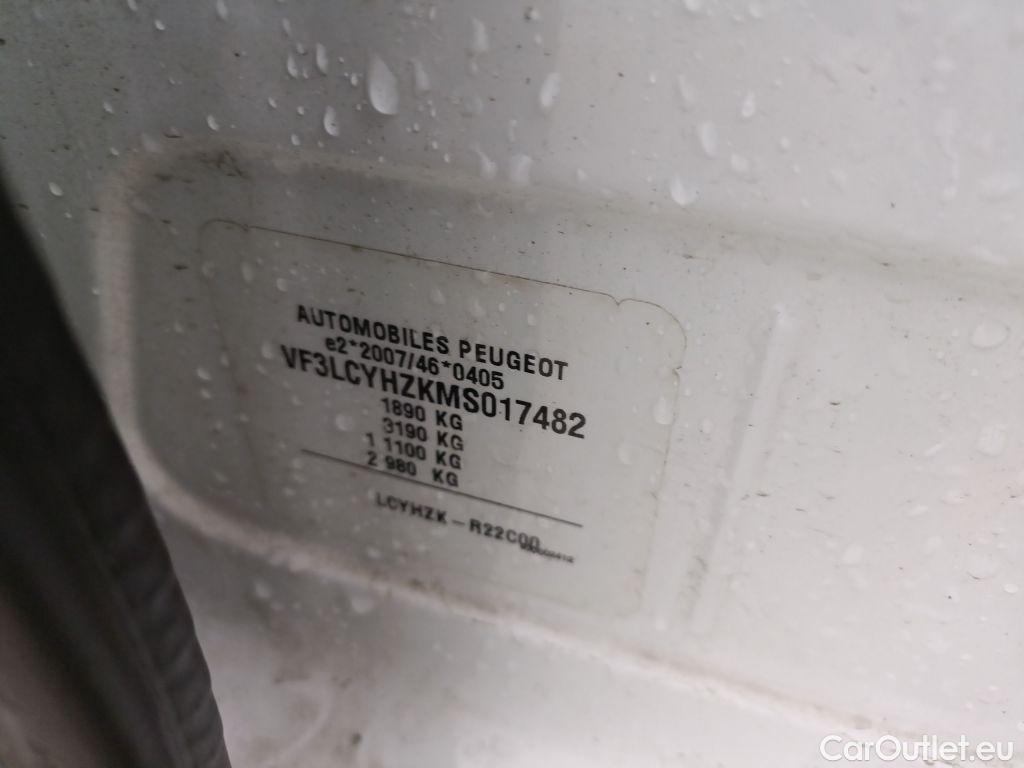 AUTOMOBILES PEUGEOT
e2*2007/46*0405
VF3LCYHZKMS017482
1890 KG
3190 KG
1 1100 KG
2 980 KG
LCYHZK - R22C00
CarOutlet.eu